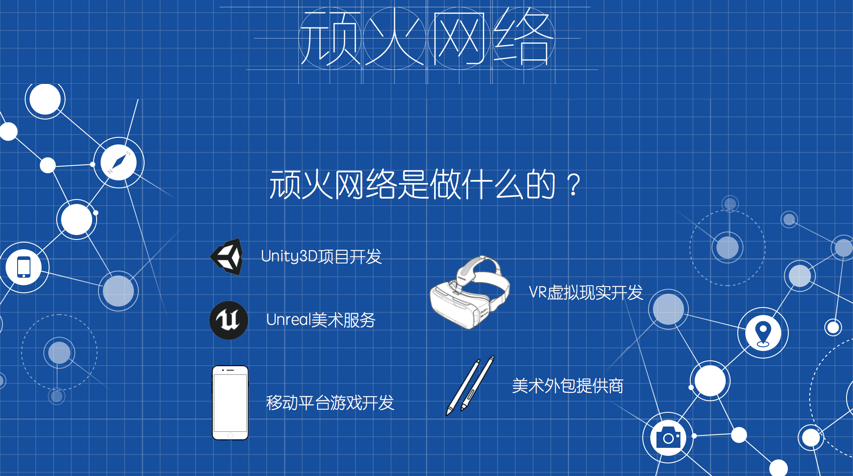 顽火网络
顽火网络是做什么的？
Unity3D项目开发
Unreal美术服务
移动平台游戏开发
VR虚拟现实开发
美术外包提供商